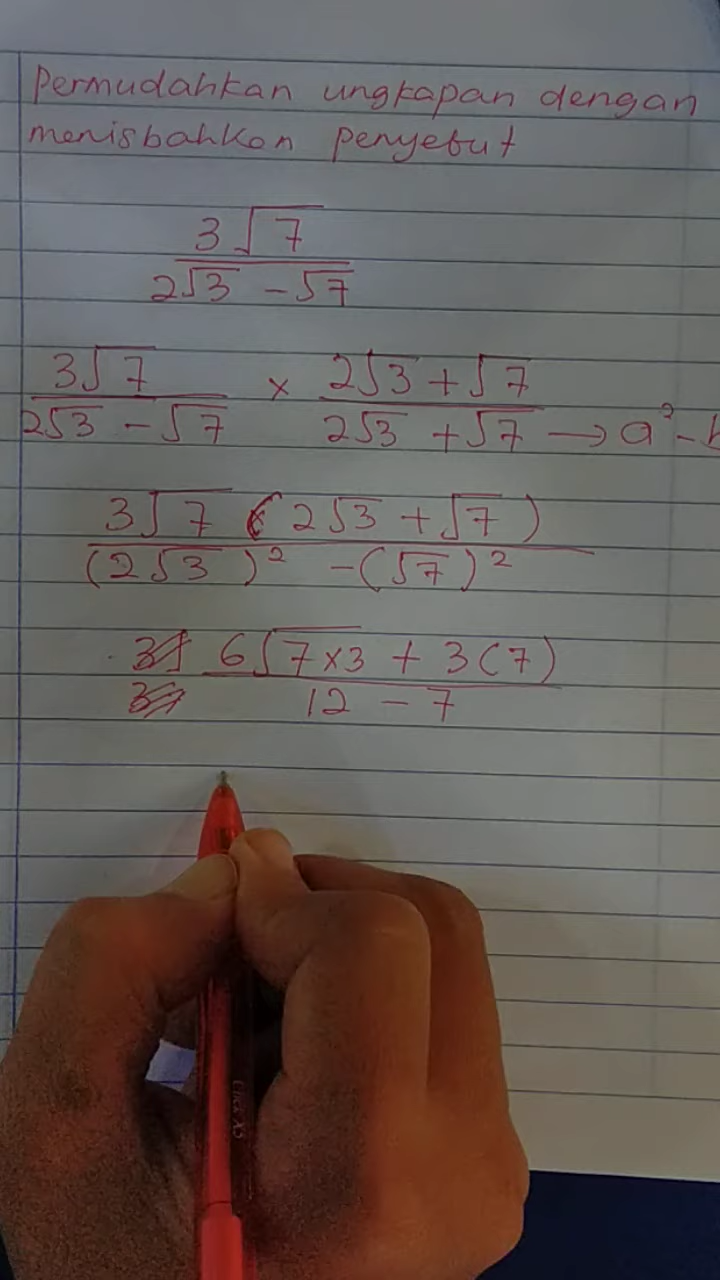 Permudahkan ungkapan dengan
menisbahkan penyebut
3√7
2√3 - √7
3√7 × 2√3 + √7
2√3 - √7 2√3 + √7 → a² -
3√7 (2√3 + √7)
(2√3)² - (√7)²
6√7×3 + 3(7)
12 - 7